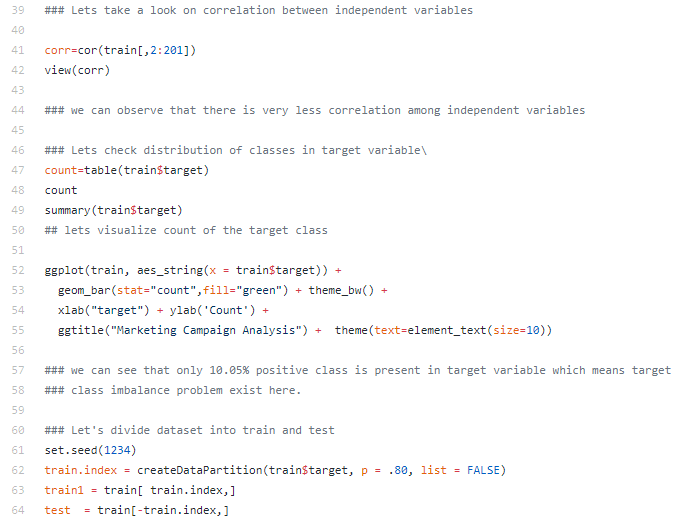 39 ### Lets take a look on correlation between independent variables
40
41 corr=cor(train[,2:201])
42 view(corr)
43
44 ### we can observe that there is very less correlation among independent variables
45
46 ### Lets check distribution of classes in target variable\
47 count=table(train$target)
48 count
49 summary(train$target)
50 ## lets visualize count of the target class
51
52 ggplot(train, aes_string(x = train$target)) +
53   geom_bar(stat="count",fill="green") + theme_bw() +
54   xlab("target") + ylab('Count') +
55   ggtitle("Marketing Campaign Analysis") +  theme(text=element_text(size=10))
56
57 ### we can see that only 10.05% positive class is present in target variable which means target
58 ### class imbalance problem exist here.
59
60 ### Let's divide dataset into train and test
61 set.seed(1234)
62 train.index = createDataPartition(train$target, p = .80, list = FALSE)
63 train1 = train[ train.index,]
64 test  = train[-train.index,]